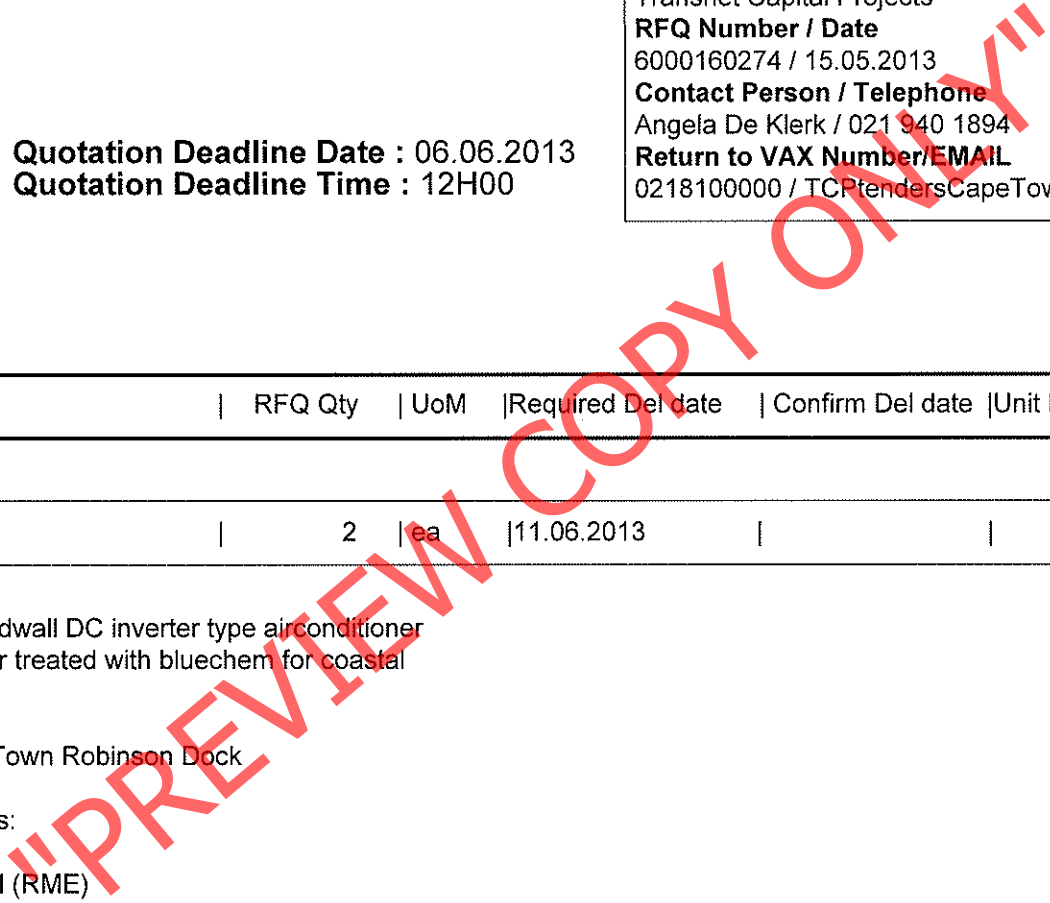 Transnet Capital Projects
RFQ Number / Date
6000160274 / 15.05.2013
Contact Person / Telephone
Angela De Klerk / 021 940 1894
Quotation Deadline Date : 06.06.2013
Return to VAX Number/EMAIL
Quotation Deadline Time : 12H00
0218100000 / TCPtendersCapeTow
| RFQ Qty | UoM |Required Del date | Confirm Del date |Unit
| 2 | ea |11.06.2013 | |
dwall DC inverter type airconditioner
r treated with bluechem for coastal
Town Robinson Dock
s:
(RME)
"PREVIEW COPY ONLY"